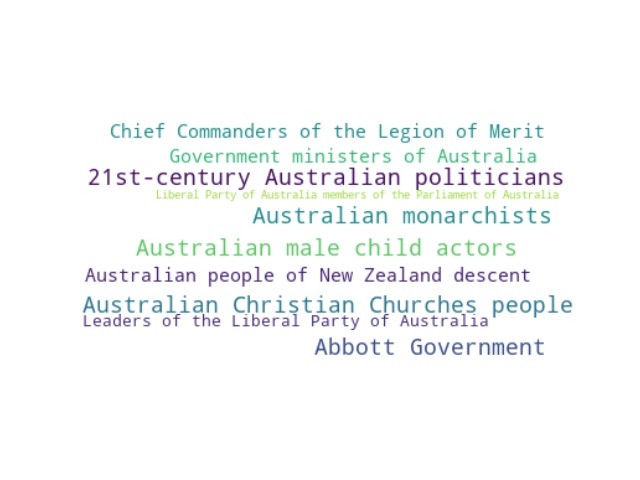 Chief Commanders of the Legion of Merit
Government ministers of Australia
21st-century Australian politicians
Liberal Party of Australia members of the Parliament of Australia
Australian monarchists
Australian male child actors
Australian people of New Zealand descent
Australian Christian Churches people
Leaders of the Liberal Party of Australia
Abbott Government